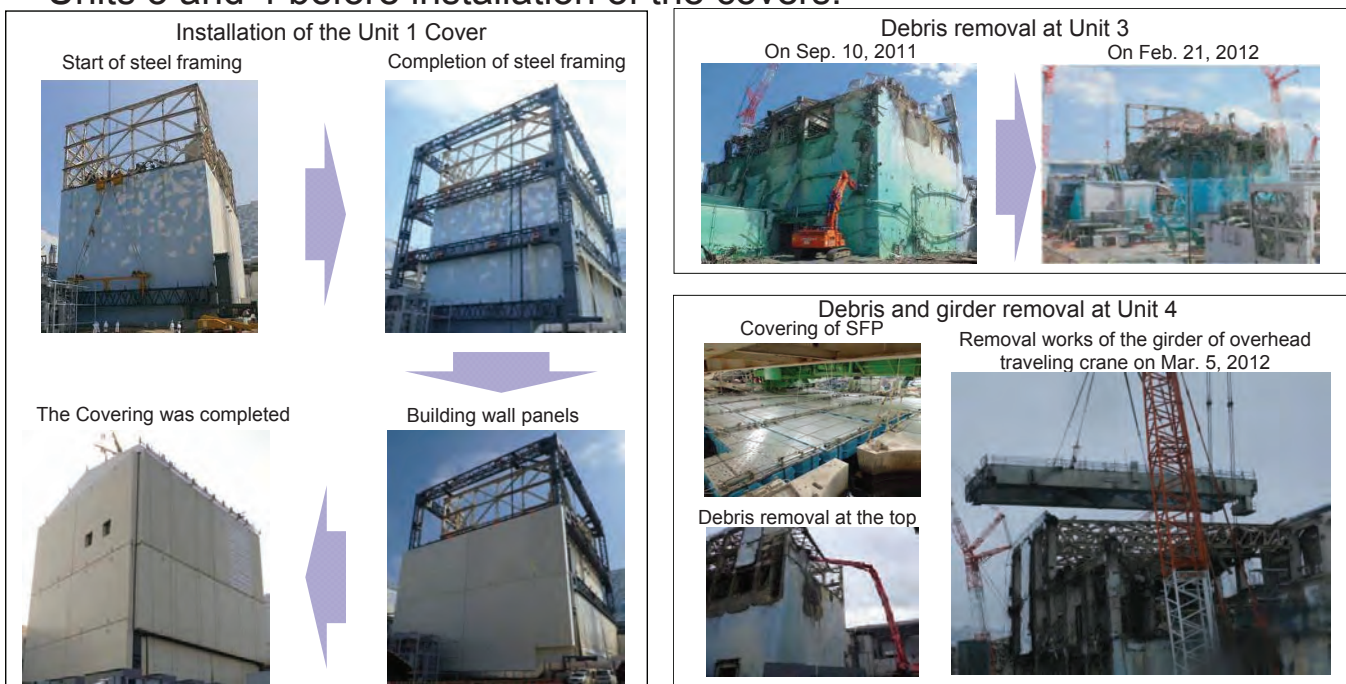 Units 3 and 4 before installation of the covers.
Installation of the Unit 1 Cover
Start of steel framing
Completion of steel framing
The Covering was completed
Building wall panels
Debris removal at Unit 3
On Sep. 10, 2011
On Feb. 21, 2012
Debris and girder removal at Unit 4
Covering of SFP
Debris removal at the top
Removal works of the girder of overhead
traveling crane on Mar. 5, 2012